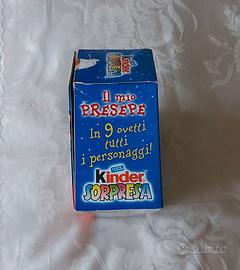 Il mio
PRESEPE
In 9 ovetti
tutti
i personaggi!
Kinder
SORPRESA
subito